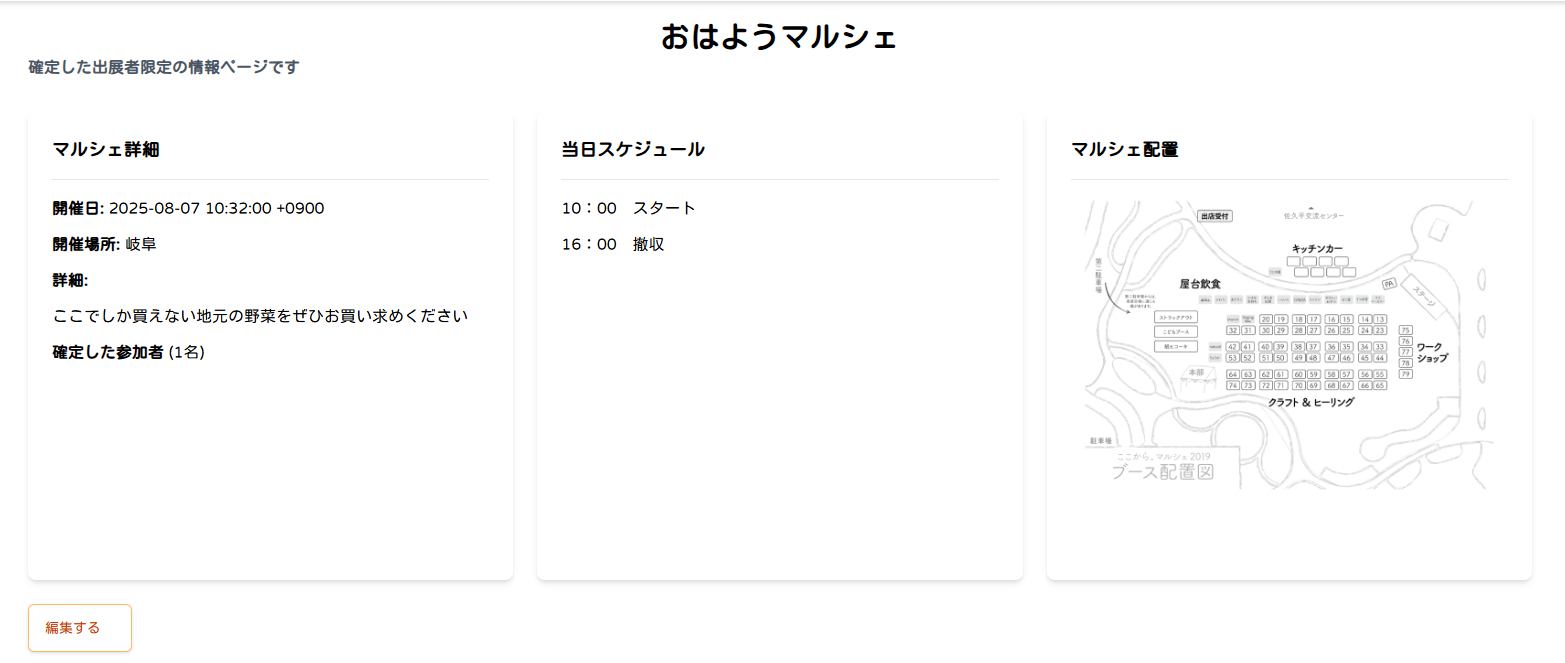 おはようマルシェ
確定した出展者限定の情報ページです
マルシェ詳細
開催日: 2025-08-07 10:32:00 +0900
開催場所: 岐阜
詳細:
ここでしか買えない地元の野菜をぜひお買い求めください
確定した参加者 (1名)
当日スケジュール
10：00　スタート
16：00　撤収
マルシェ配置
出店受付
佐久平交流センター
キッチンカー
第二駐車場
屋台飲食
PA
ステージ
ストラックアウト
こどもブース
20 19 18 17 16 15 14 13
32 31 30 29 28 27 26 25 24 23
75
76
77
78
79
ワーク
ショップ
42 41 40 39 38 37 36 35 34 33
53 52 51 50 49 48 47 46 45 44
本部
64 63 62 61 60 59 58 57 56 55
74 73 72 71 70 69 68 67 66 65
クラフト & ヒーリング
駐車場
ここから。マルシェ 2019
ブース配置図
編集する